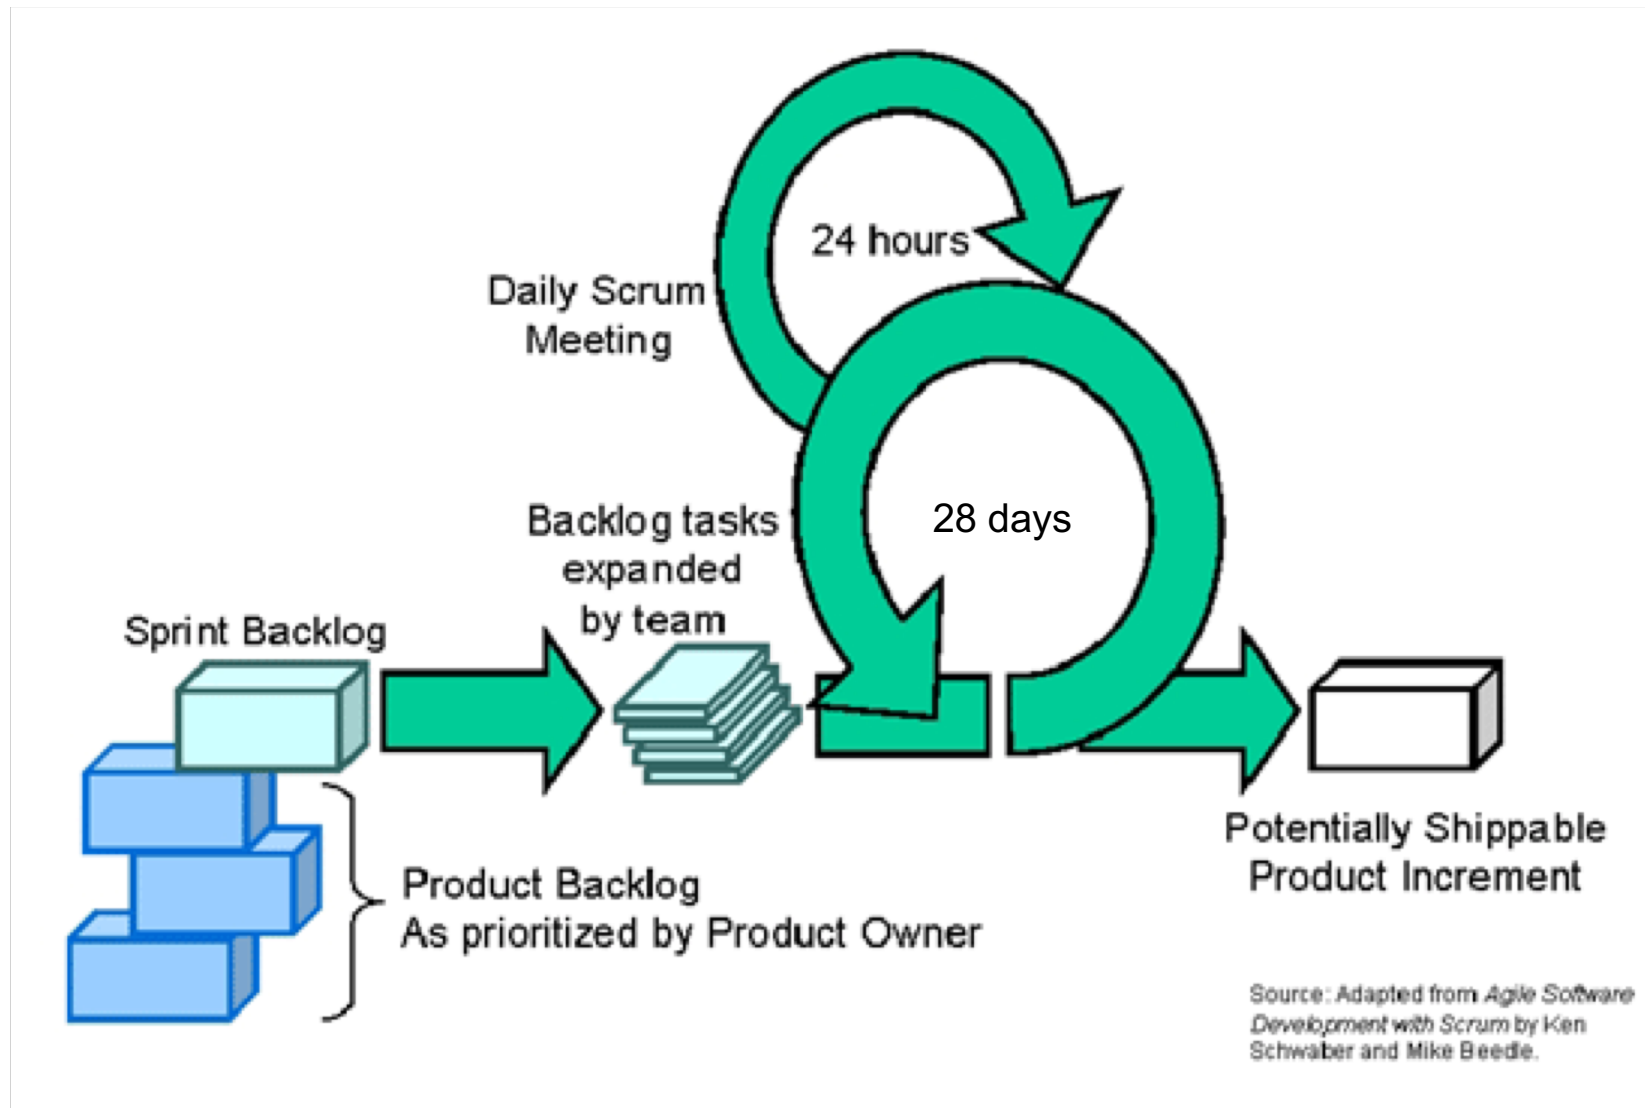 24 hours
Daily Scrum
Meeting
28 days
Backlog tasks
expanded
by team
Sprint Backlog
Potentially Shippable
Product Increment
Product Backlog
As prioritized by Product Owner
Source: Adapted from Agile Software
Development with Scrum by Ken
Schwaber and Mike Beedle.